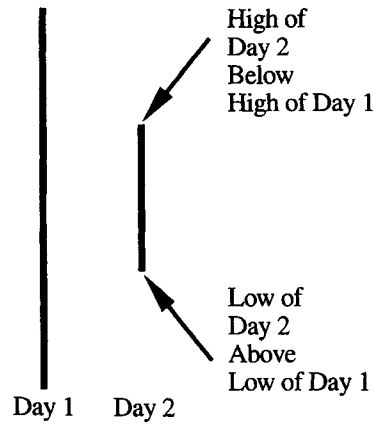 High of
Day 2
Below
High of Day 1
Low of
Day 2
Above
Low of Day 1
Day 1
Day 2